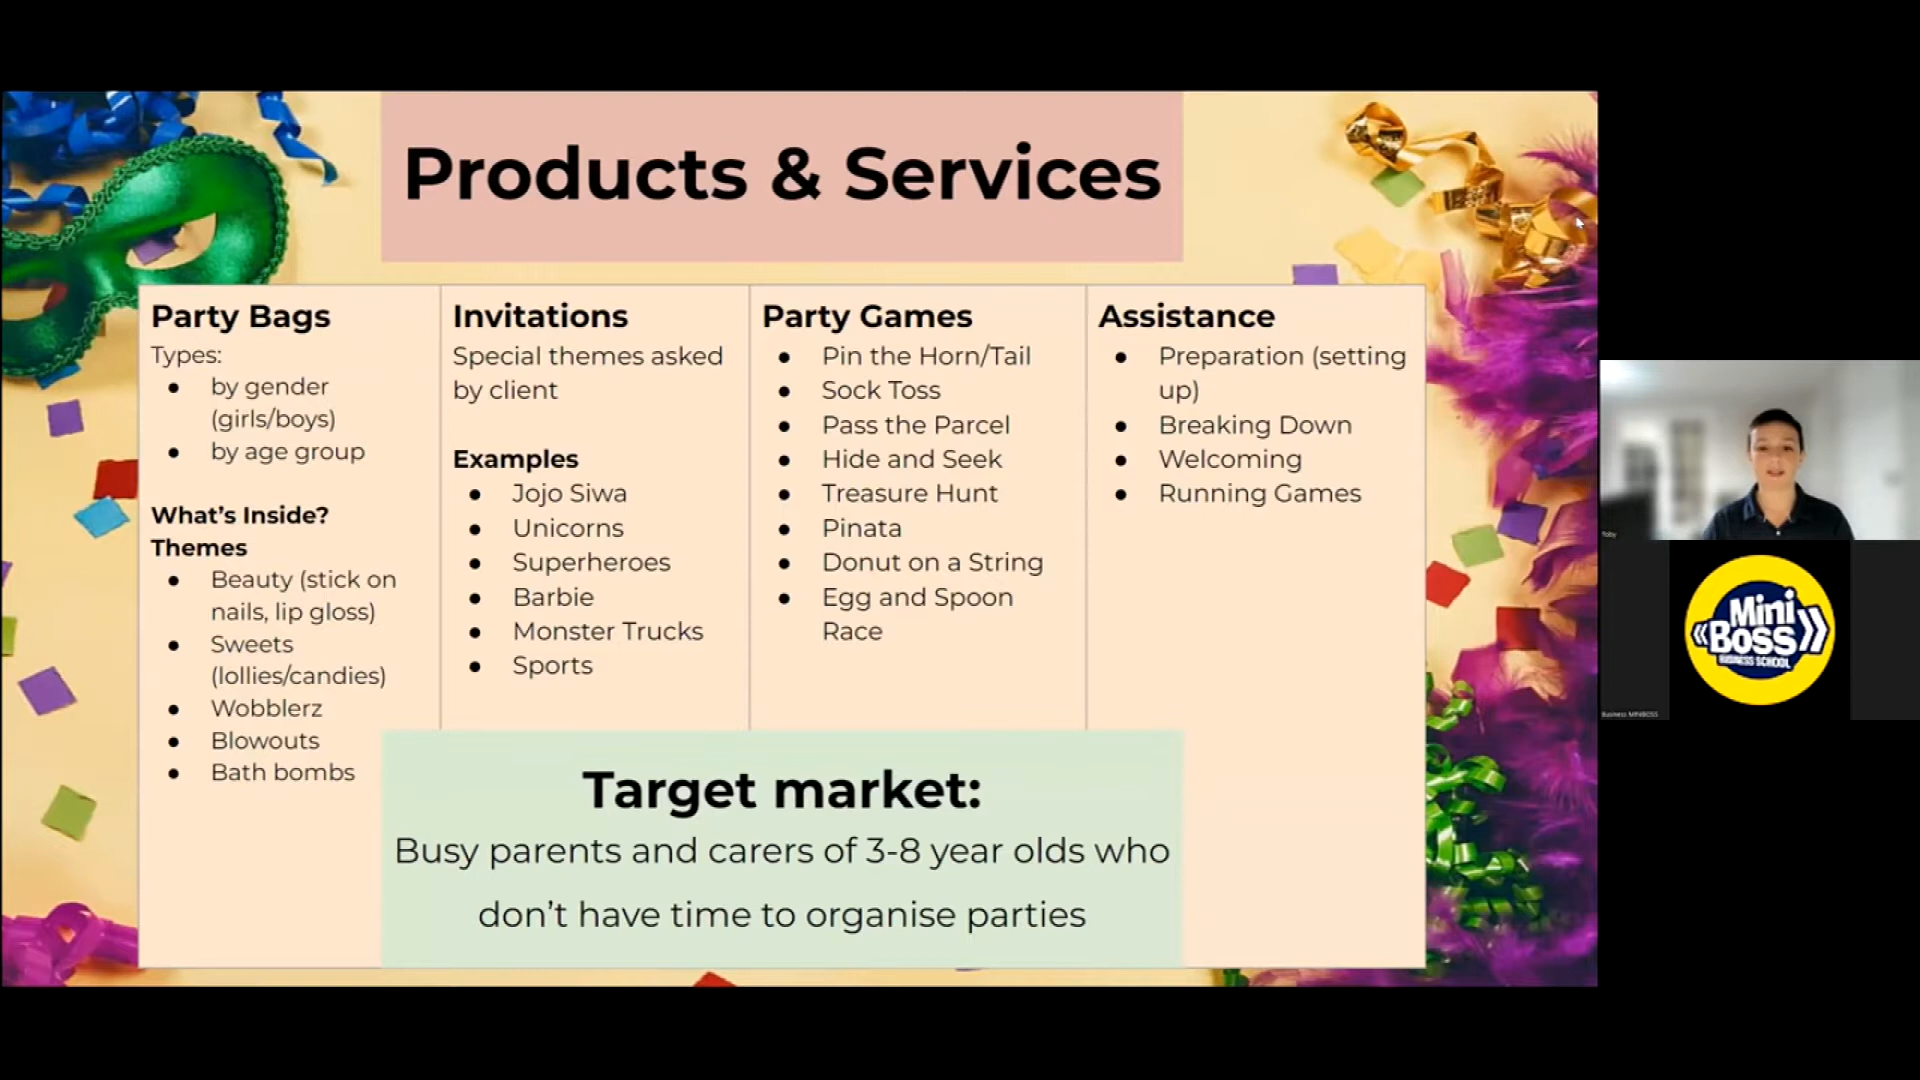 Products & Services
Party Bags
Types:
● by gender
(girls/boys)
● by age group
What's Inside?
Themes
● Beauty (stick on
nails, lip gloss)
● Sweets
(lollies/candies)
● Wobblerz
● Blowouts
● Bath bombs
Invitations
Special themes asked
by client
Examples
● Jojo Siwa
● Unicorns
● Superheroes
● Barbie
● Monster Trucks
● Sports
Party Games
● Pin the Horn/Tail
● Sock Toss
● Pass the Parcel
● Hide and Seek
● Treasure Hunt
● Pinata
● Donut on a String
● Egg and Spoon
Race
Assistance
● Preparation (setting
up)
● Breaking Down
● Welcoming
● Running Games
Target market:
Busy parents and carers of 3-8 year olds who
don't have time to organise parties
Toby
Mini
Boss
BUSINESS SCHOOL
Business MINIBOSS